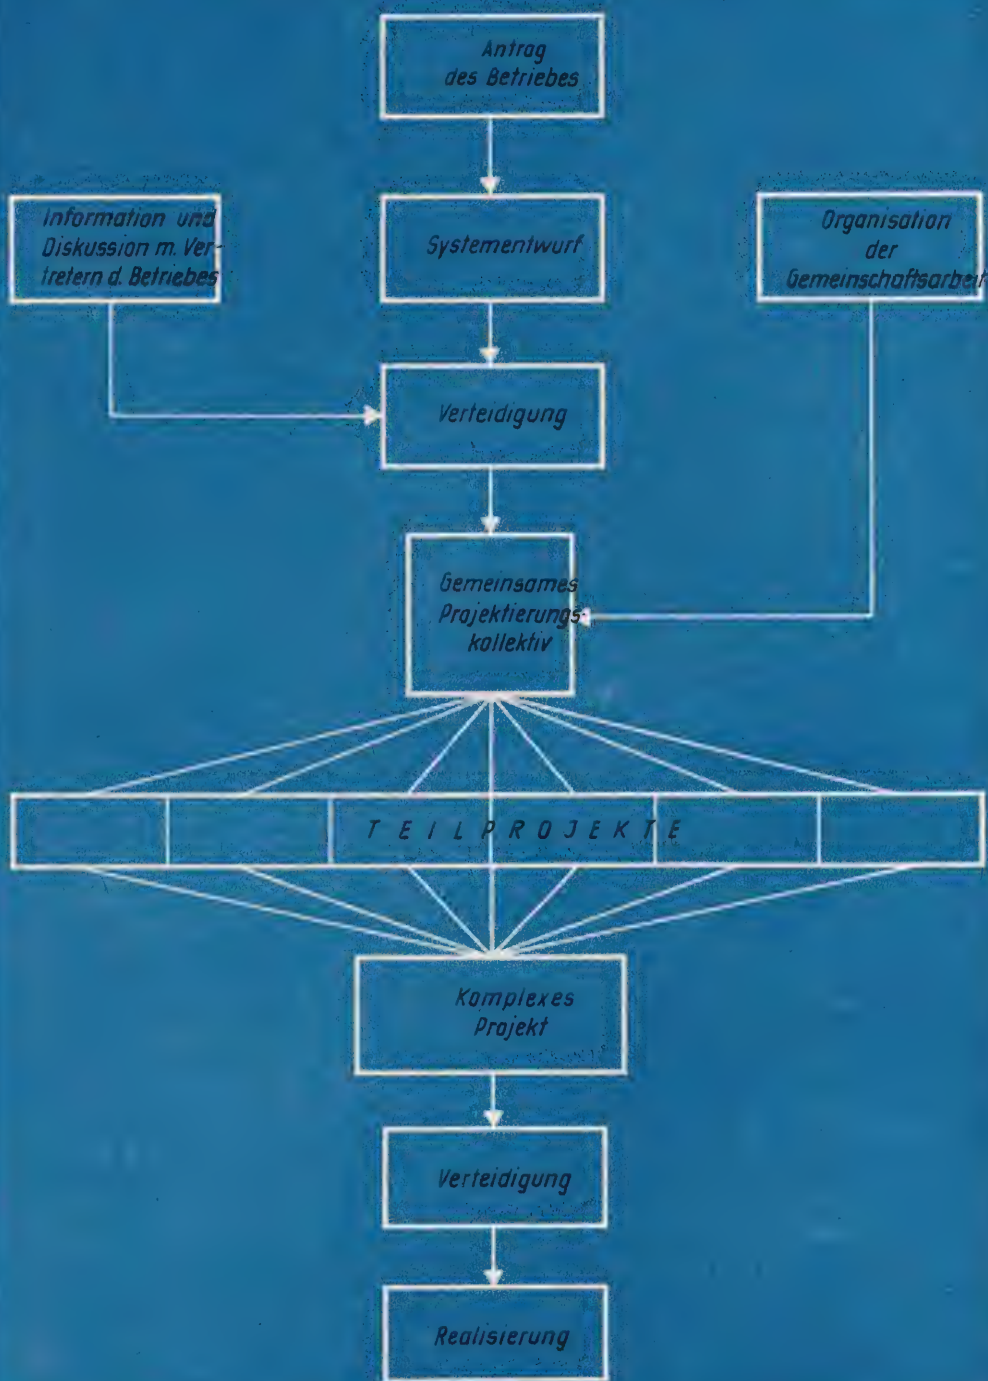 Antrag
des Betriebes
Information und
Diskussion m. Ver-
tretern d. Betriebes
Systementwurf
Organisation
der
Gemeinschaftsarbeit
Verteidigung
Gemeinsames
Projektierungs-
kollektiv
TEILPROJEKTE
Komplexes
Projekt
Verteidigung
Realisierung